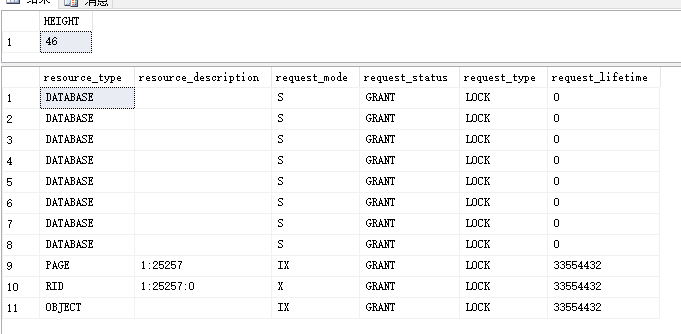 结果 消息
HEIGHT
1 46
resource_type resource_description request_mode request_status request_type request_lifetime
1 DATABASE S GRANT LOCK 0
2 DATABASE S GRANT LOCK 0
3 DATABASE S GRANT LOCK 0
4 DATABASE S GRANT LOCK 0
5 DATABASE S GRANT LOCK 0
6 DATABASE S GRANT LOCK 0
7 DATABASE S GRANT LOCK 0
8 DATABASE S GRANT LOCK 0
9 PAGE 1:25257 IX GRANT LOCK 33554432
10 RID 1:25257:0 X GRANT LOCK 33554432
11 OBJECT IX GRANT LOCK 33554432